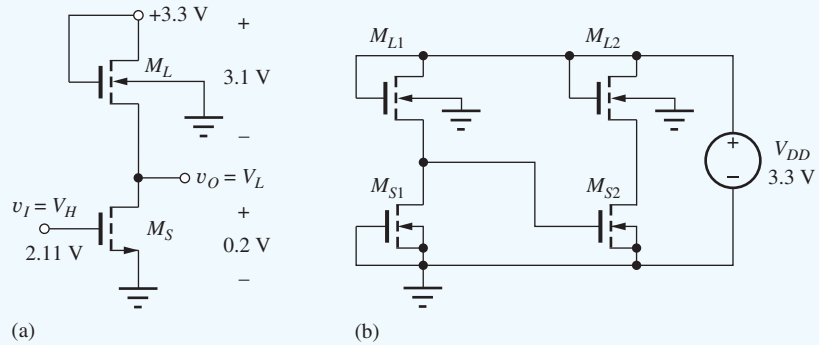 +3.3 V
+
M_L
3.1 V
–
v_O = V_L
v_I = V_H
+
M_S
2.11 V
0.2 V
–
(a)
M_L1
M_L2
V_DD
+
–
3.3 V
M_S1
M_S2
(b)